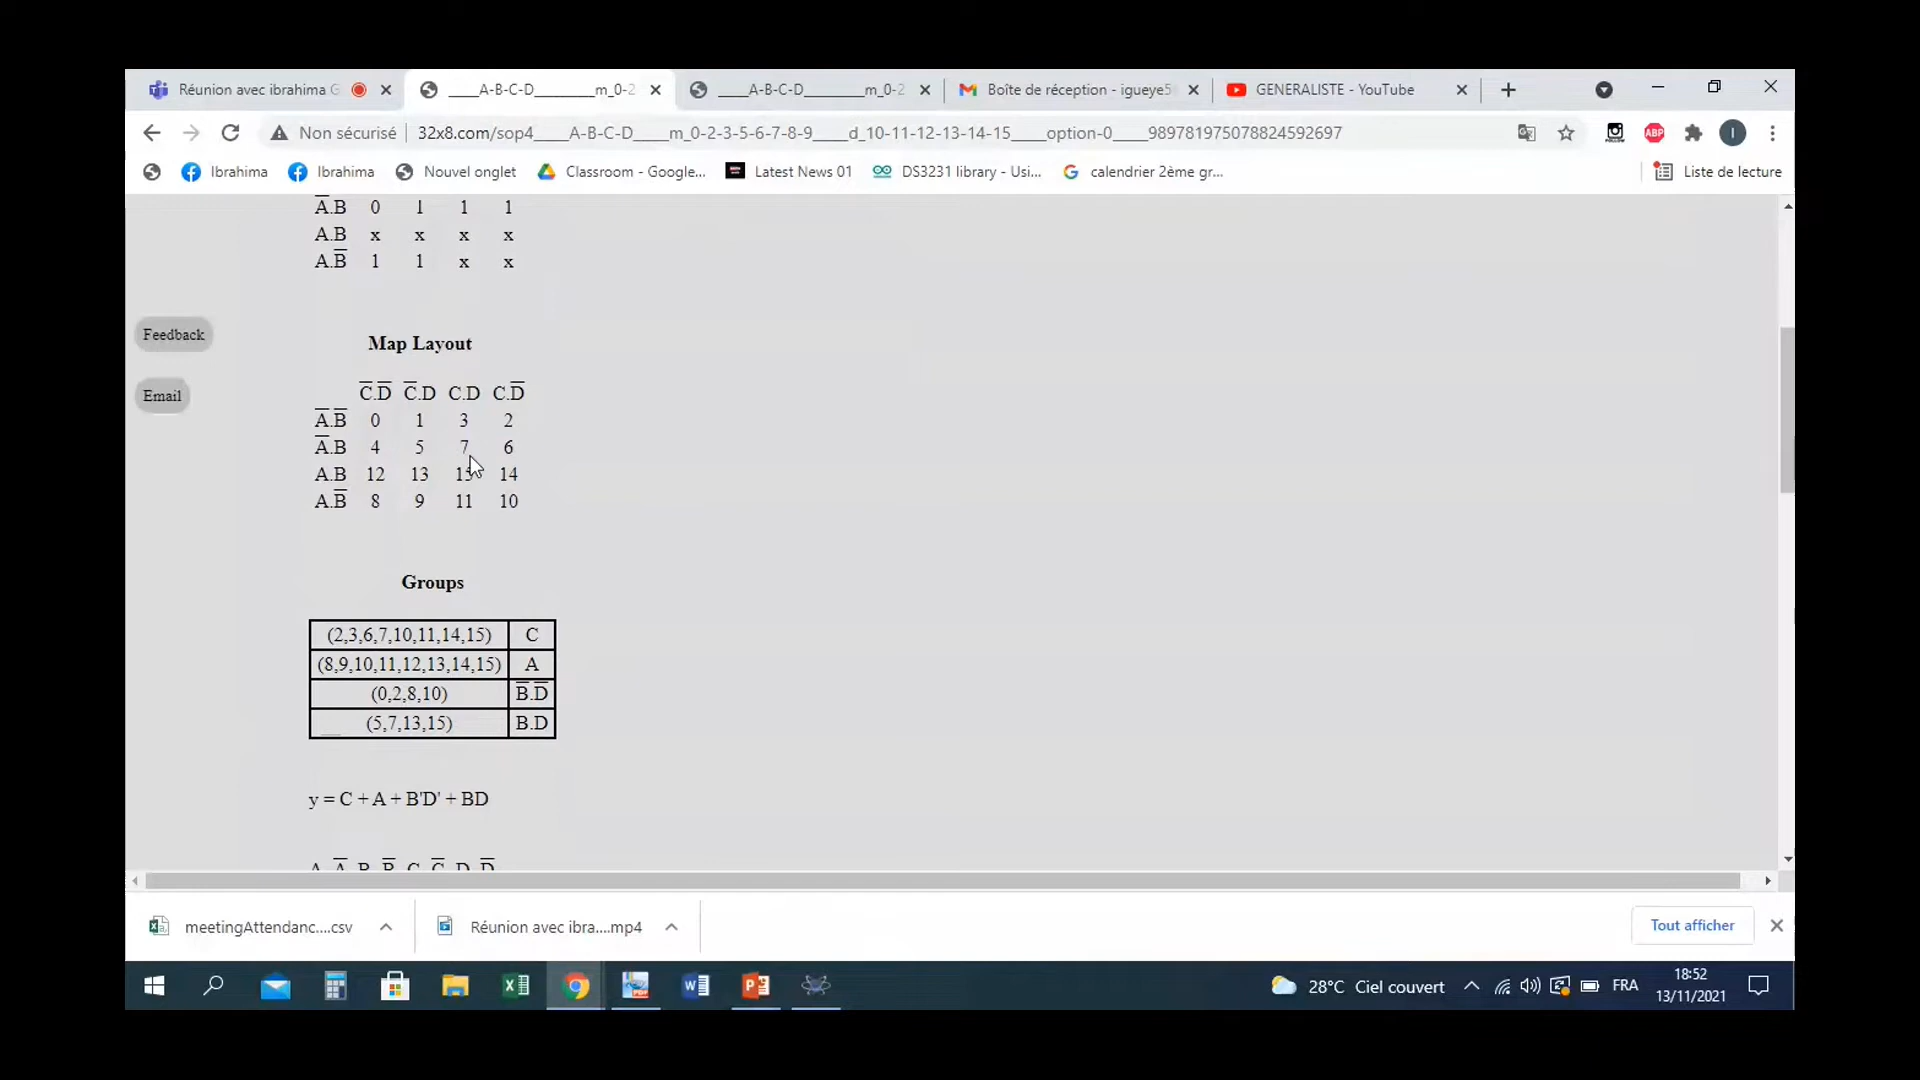 Réunion avec ibrahima G
____A-B-C-D________m_0-2
____A-B-C-D________m_0-2
Boîte de réception - igueye5
GENERALISTE - YouTube
Non sécurisé
32x8.com/sop4____A-B-C-D____m_0-2-3-5-6-7-8-9____d_10-11-12-13-14-15____option-0____989781975078824592697
ABP
I
Ibrahima
Ibrahima
Nouvel onglet
Classroom - Google...
Latest News 01
DS3231 library - Usi...
calendrier 2ème gr...
Liste de lecture
A̅.B 0 1 1 1
A.B x x x x
A.B̅ 1 1 x x
Feedback
Email
Map Layout
C̅.D̅ C̅.D C.D C.D̅
A̅.B̅ 0 1 3 2
A̅.B 4 5 7 6
A.B 12 13 15 14
A.B̅ 8 9 11 10
Groups
(2,3,6,7,10,11,14,15) C
(8,9,10,11,12,13,14,15) A
(0,2,8,10) B̅.D̅
(5,7,13,15) B.D
y = C + A + B'D' + BD
A A̅ B B̅ C C̅ D D̅
meetingAttendanc....csv
Réunion avec ibra....mp4
Tout afficher
28°C Ciel couvert
FRA
18:52
13/11/2021